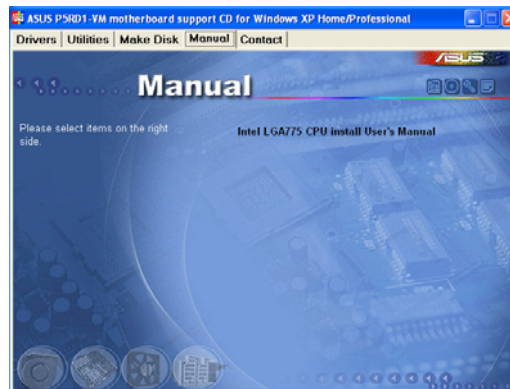 ASUS P5RD1-VM motherboard support CD for Windows XP Home/Professional
Drivers Utilities Make Disk Manual Contact
/ISUS
Manual
Please select items on the right
side.
Intel LGA775 CPU install User's Manual